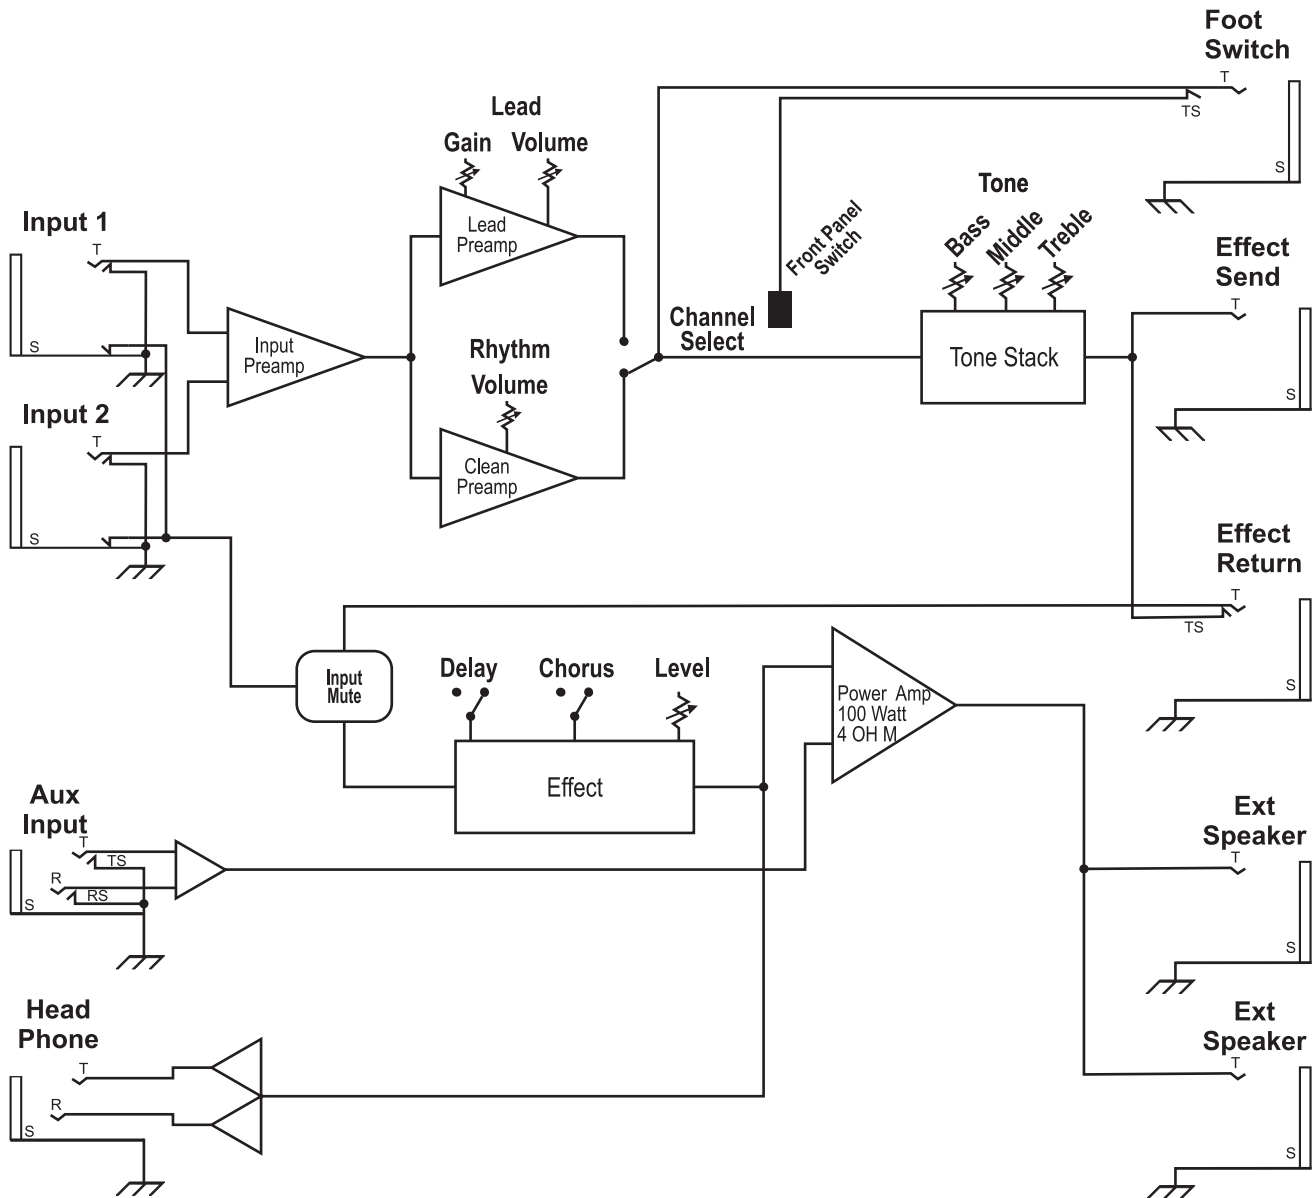 Foot
Switch
T
TS
S
Lead
Gain Volume
Lead
Preamp
Tone
Bass
Middle
Treble
Front Panel
Switch
Input 1
T
S
Effect
Send
T
S
Input
Preamp
Channel
Select
Tone Stack
Rhythm
Volume
Clean
Preamp
Input 2
T
S
Effect
Return
T
TS
S
Input
Mute
Delay
Chorus
Level
Effect
Power Amp
100 Watt
4 OH M
Aux
Input
T
TS
R
RS
S
Ext
Speaker
T
S
Head
Phone
T
R
S
Ext
Speaker
T
S